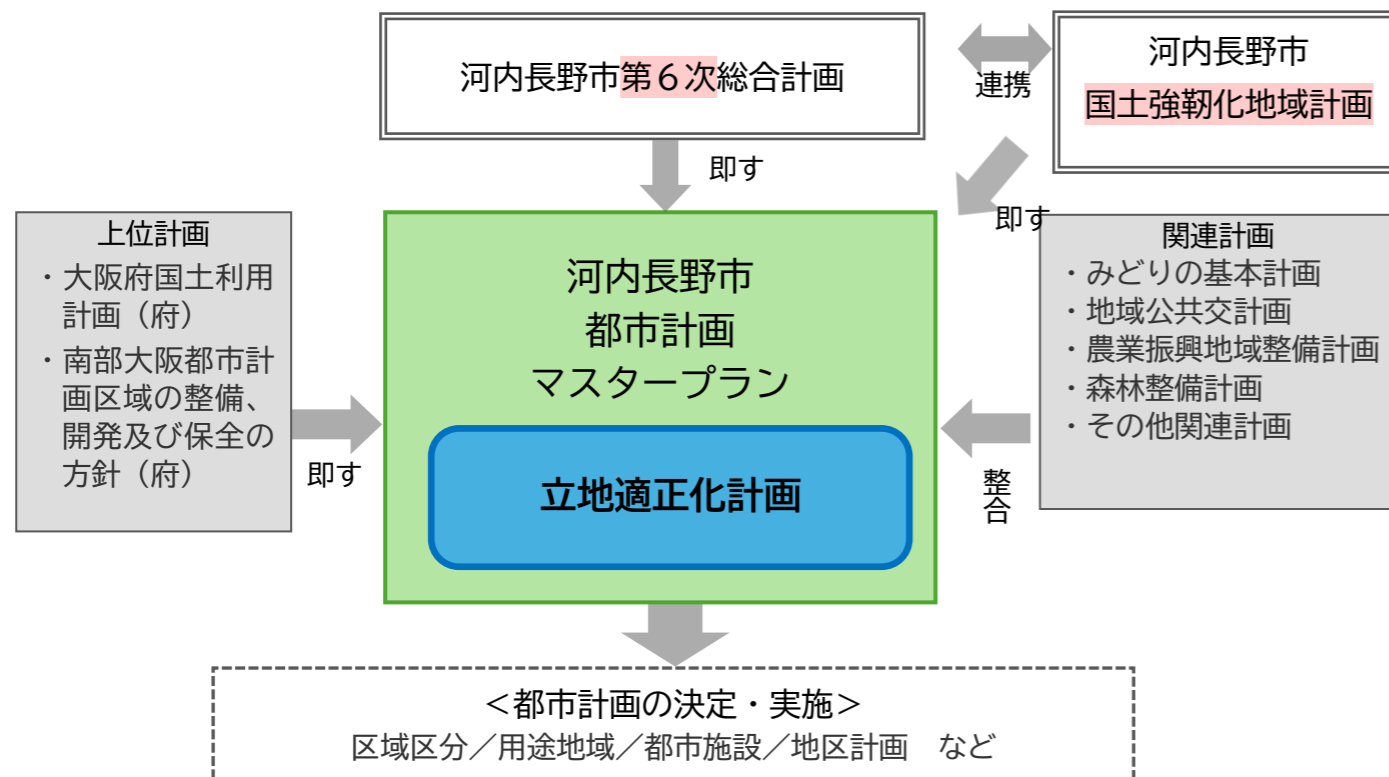 河内長野市第６次総合計画
連携
河内長野市
国土強靭化地域計画
即す
即す
上位計画
・大阪府国土利用
計画（府）
・南部大阪都市計
画区域の整備、
開発及び保全の
方針（府）
即す
河内長野市
都市計画
マスタープラン
立地適正化計画
関連計画
・みどりの基本計画
・地域公共交計画
・農業振興地域整備計画
・森林整備計画
・その他関連計画
整合
＜都市計画の決定・実施＞
区域区分／用途地域／都市施設／地区計画　など